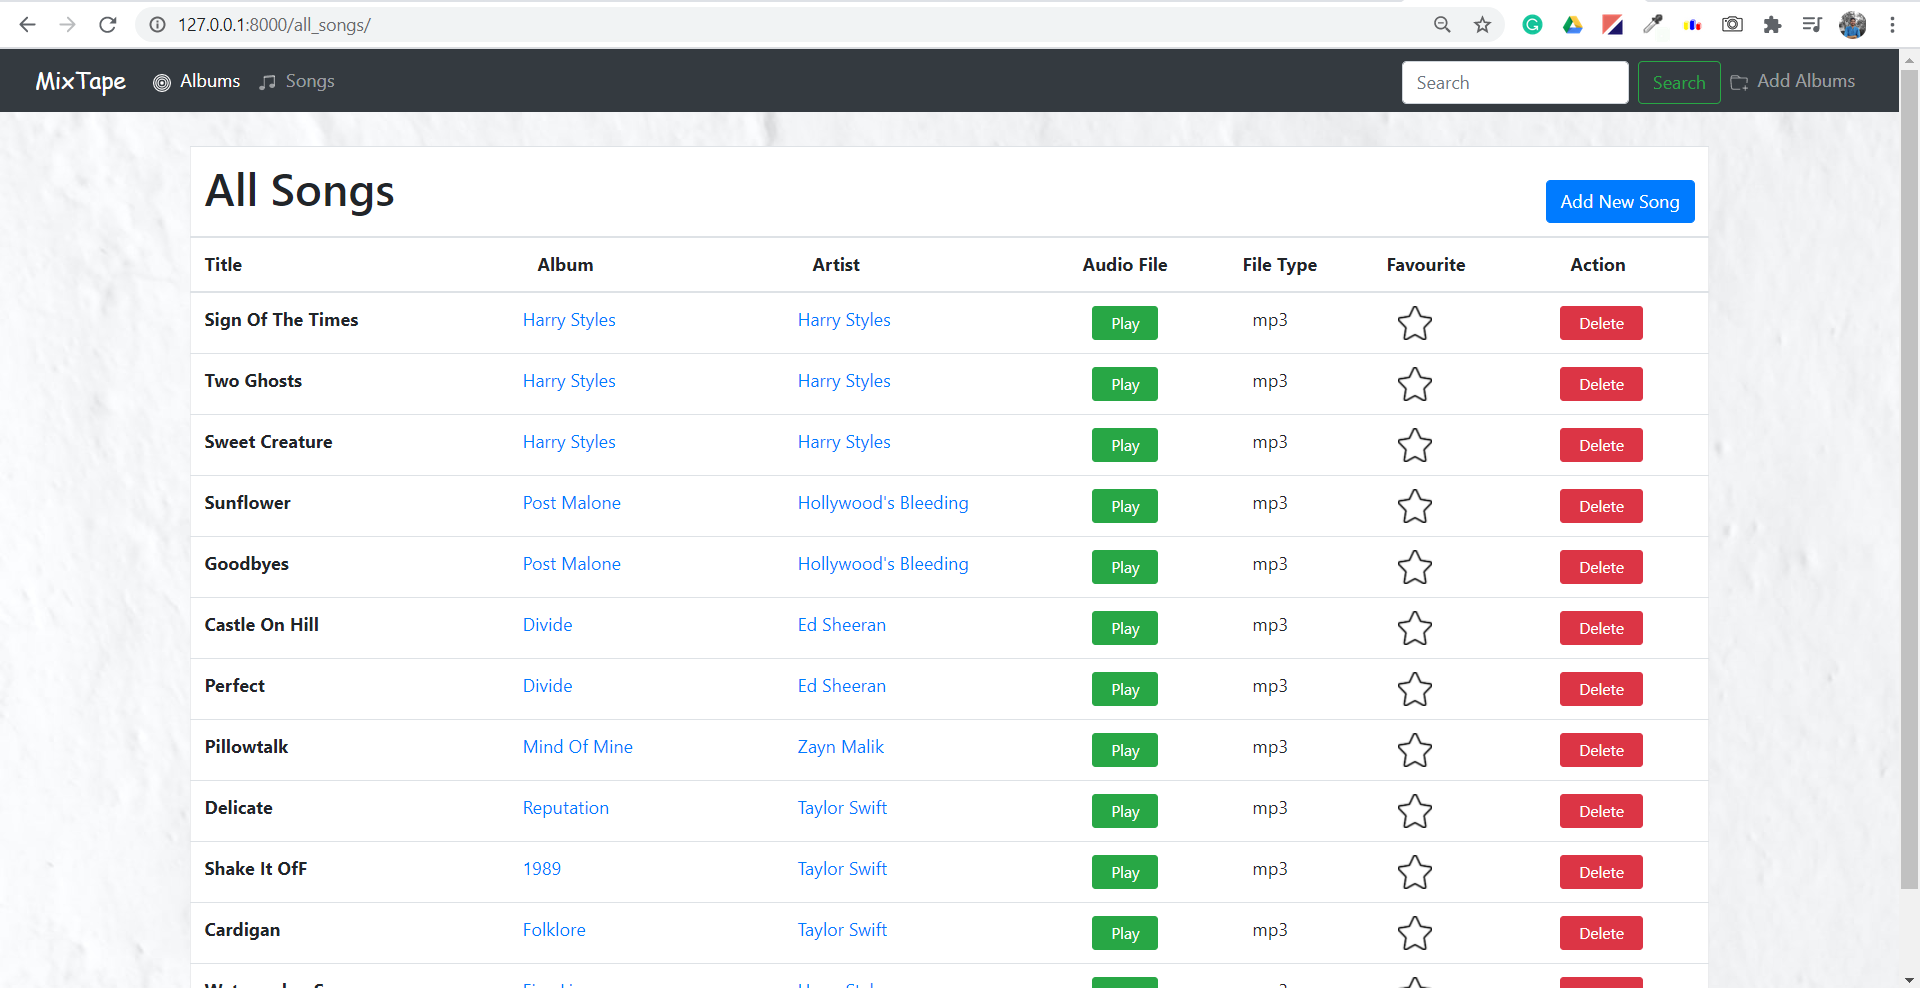 127.0.0.1:8000/all_songs/
MixTape Albums Songs Search Search Add Albums
All Songs
Add New Song
Title Album Artist Audio File File Type Favourite Action
Sign Of The Times Harry Styles Harry Styles Play mp3 Delete
Two Ghosts Harry Styles Harry Styles Play mp3 Delete
Sweet Creature Harry Styles Harry Styles Play mp3 Delete
Sunflower Post Malone Hollywood's Bleeding Play mp3 Delete
Goodbyes Post Malone Hollywood's Bleeding Play mp3 Delete
Castle On Hill Divide Ed Sheeran Play mp3 Delete
Perfect Divide Ed Sheeran Play mp3 Delete
Pillowtalk Mind Of Mine Zayn Malik Play mp3 Delete
Delicate Reputation Taylor Swift Play mp3 Delete
Shake It OfF 1989 Taylor Swift Play mp3 Delete
Cardigan Folklore Taylor Swift Play mp3 Delete